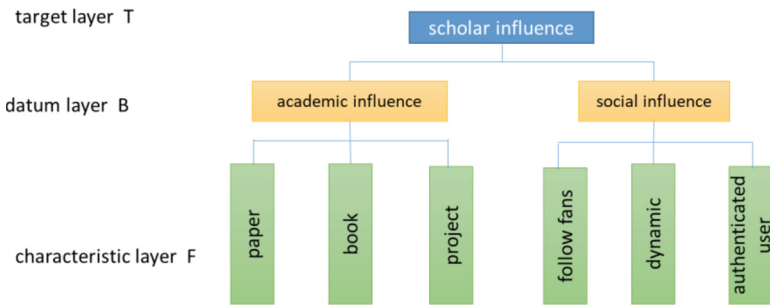 target layer T
scholar influence
datum layer B
academic influence
social influence
characteristic layer F
paper
book
project
follow fans
dynamic
authenticated
user